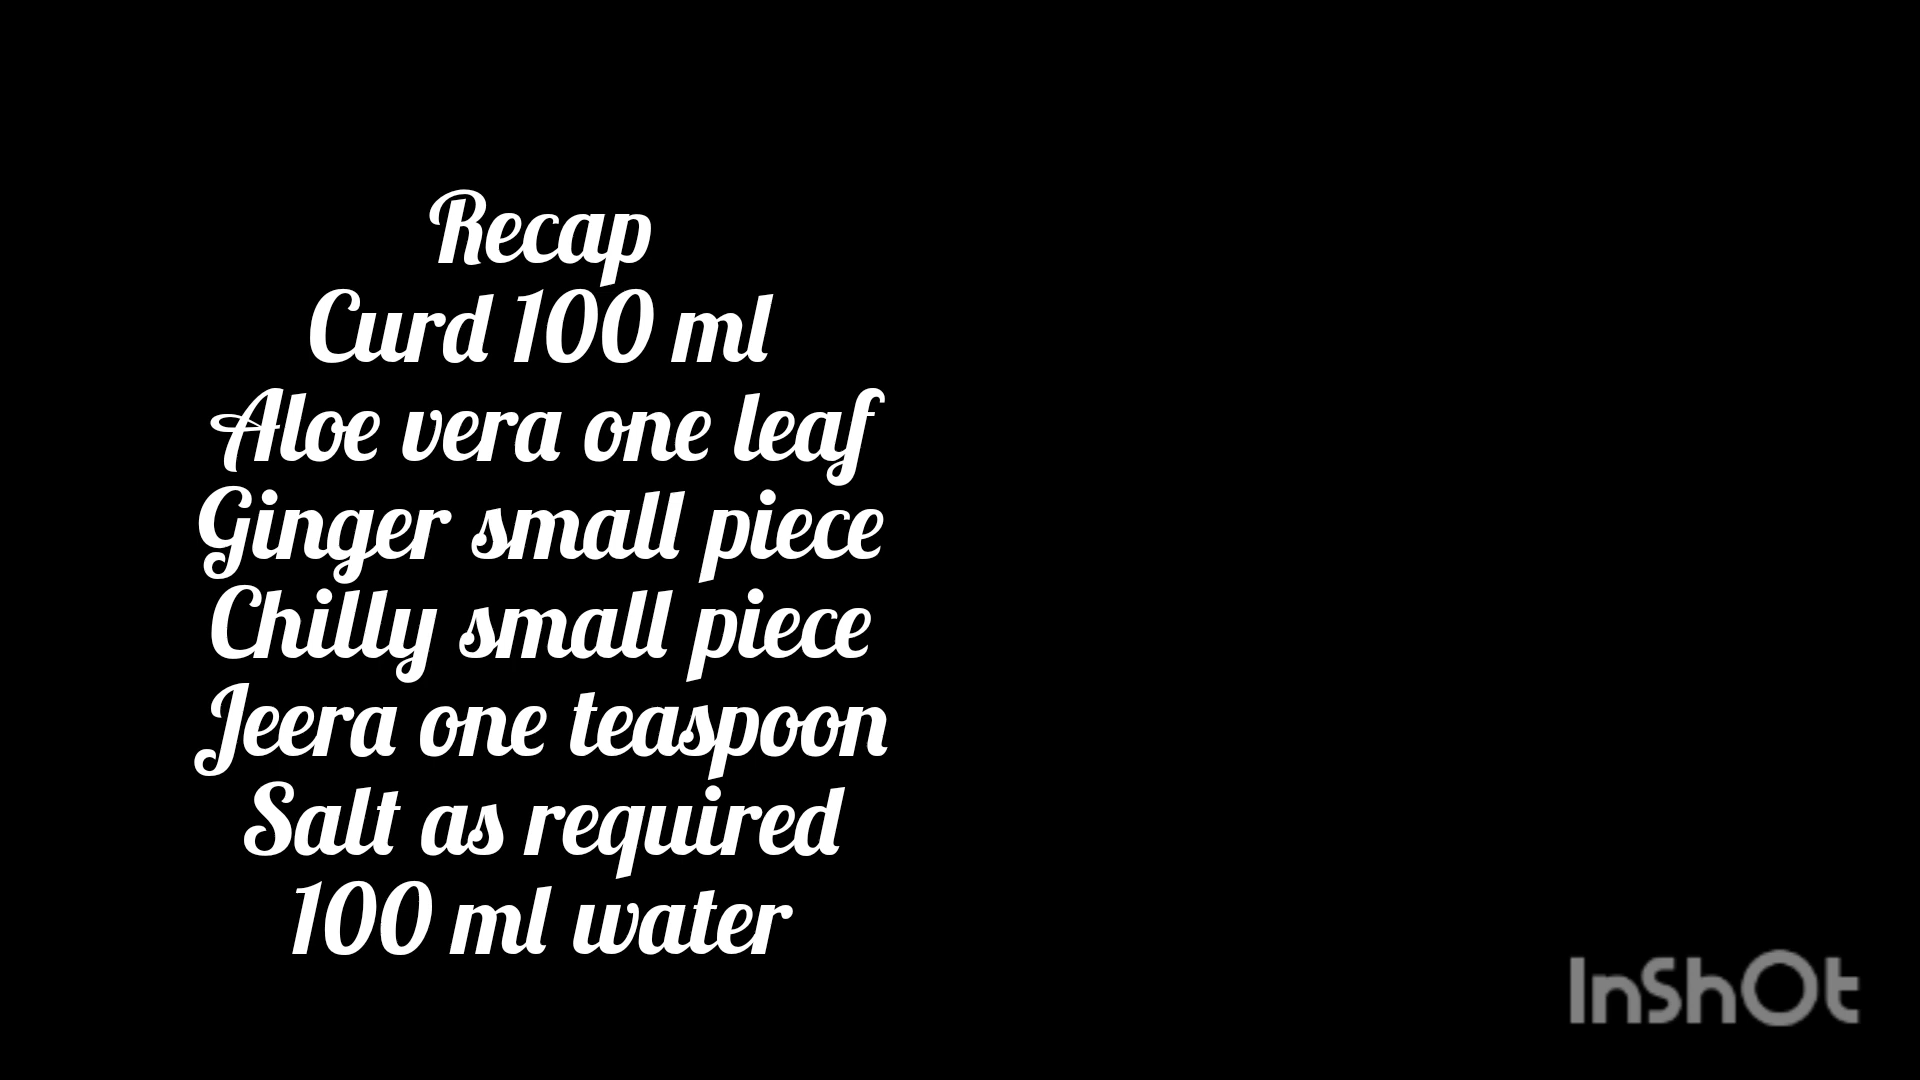 Recap
Curd 100 ml
Aloe vera one leaf
Ginger small piece
Chilly small piece
Jeera one teaspoon
Salt as required
100 ml water
InShOt